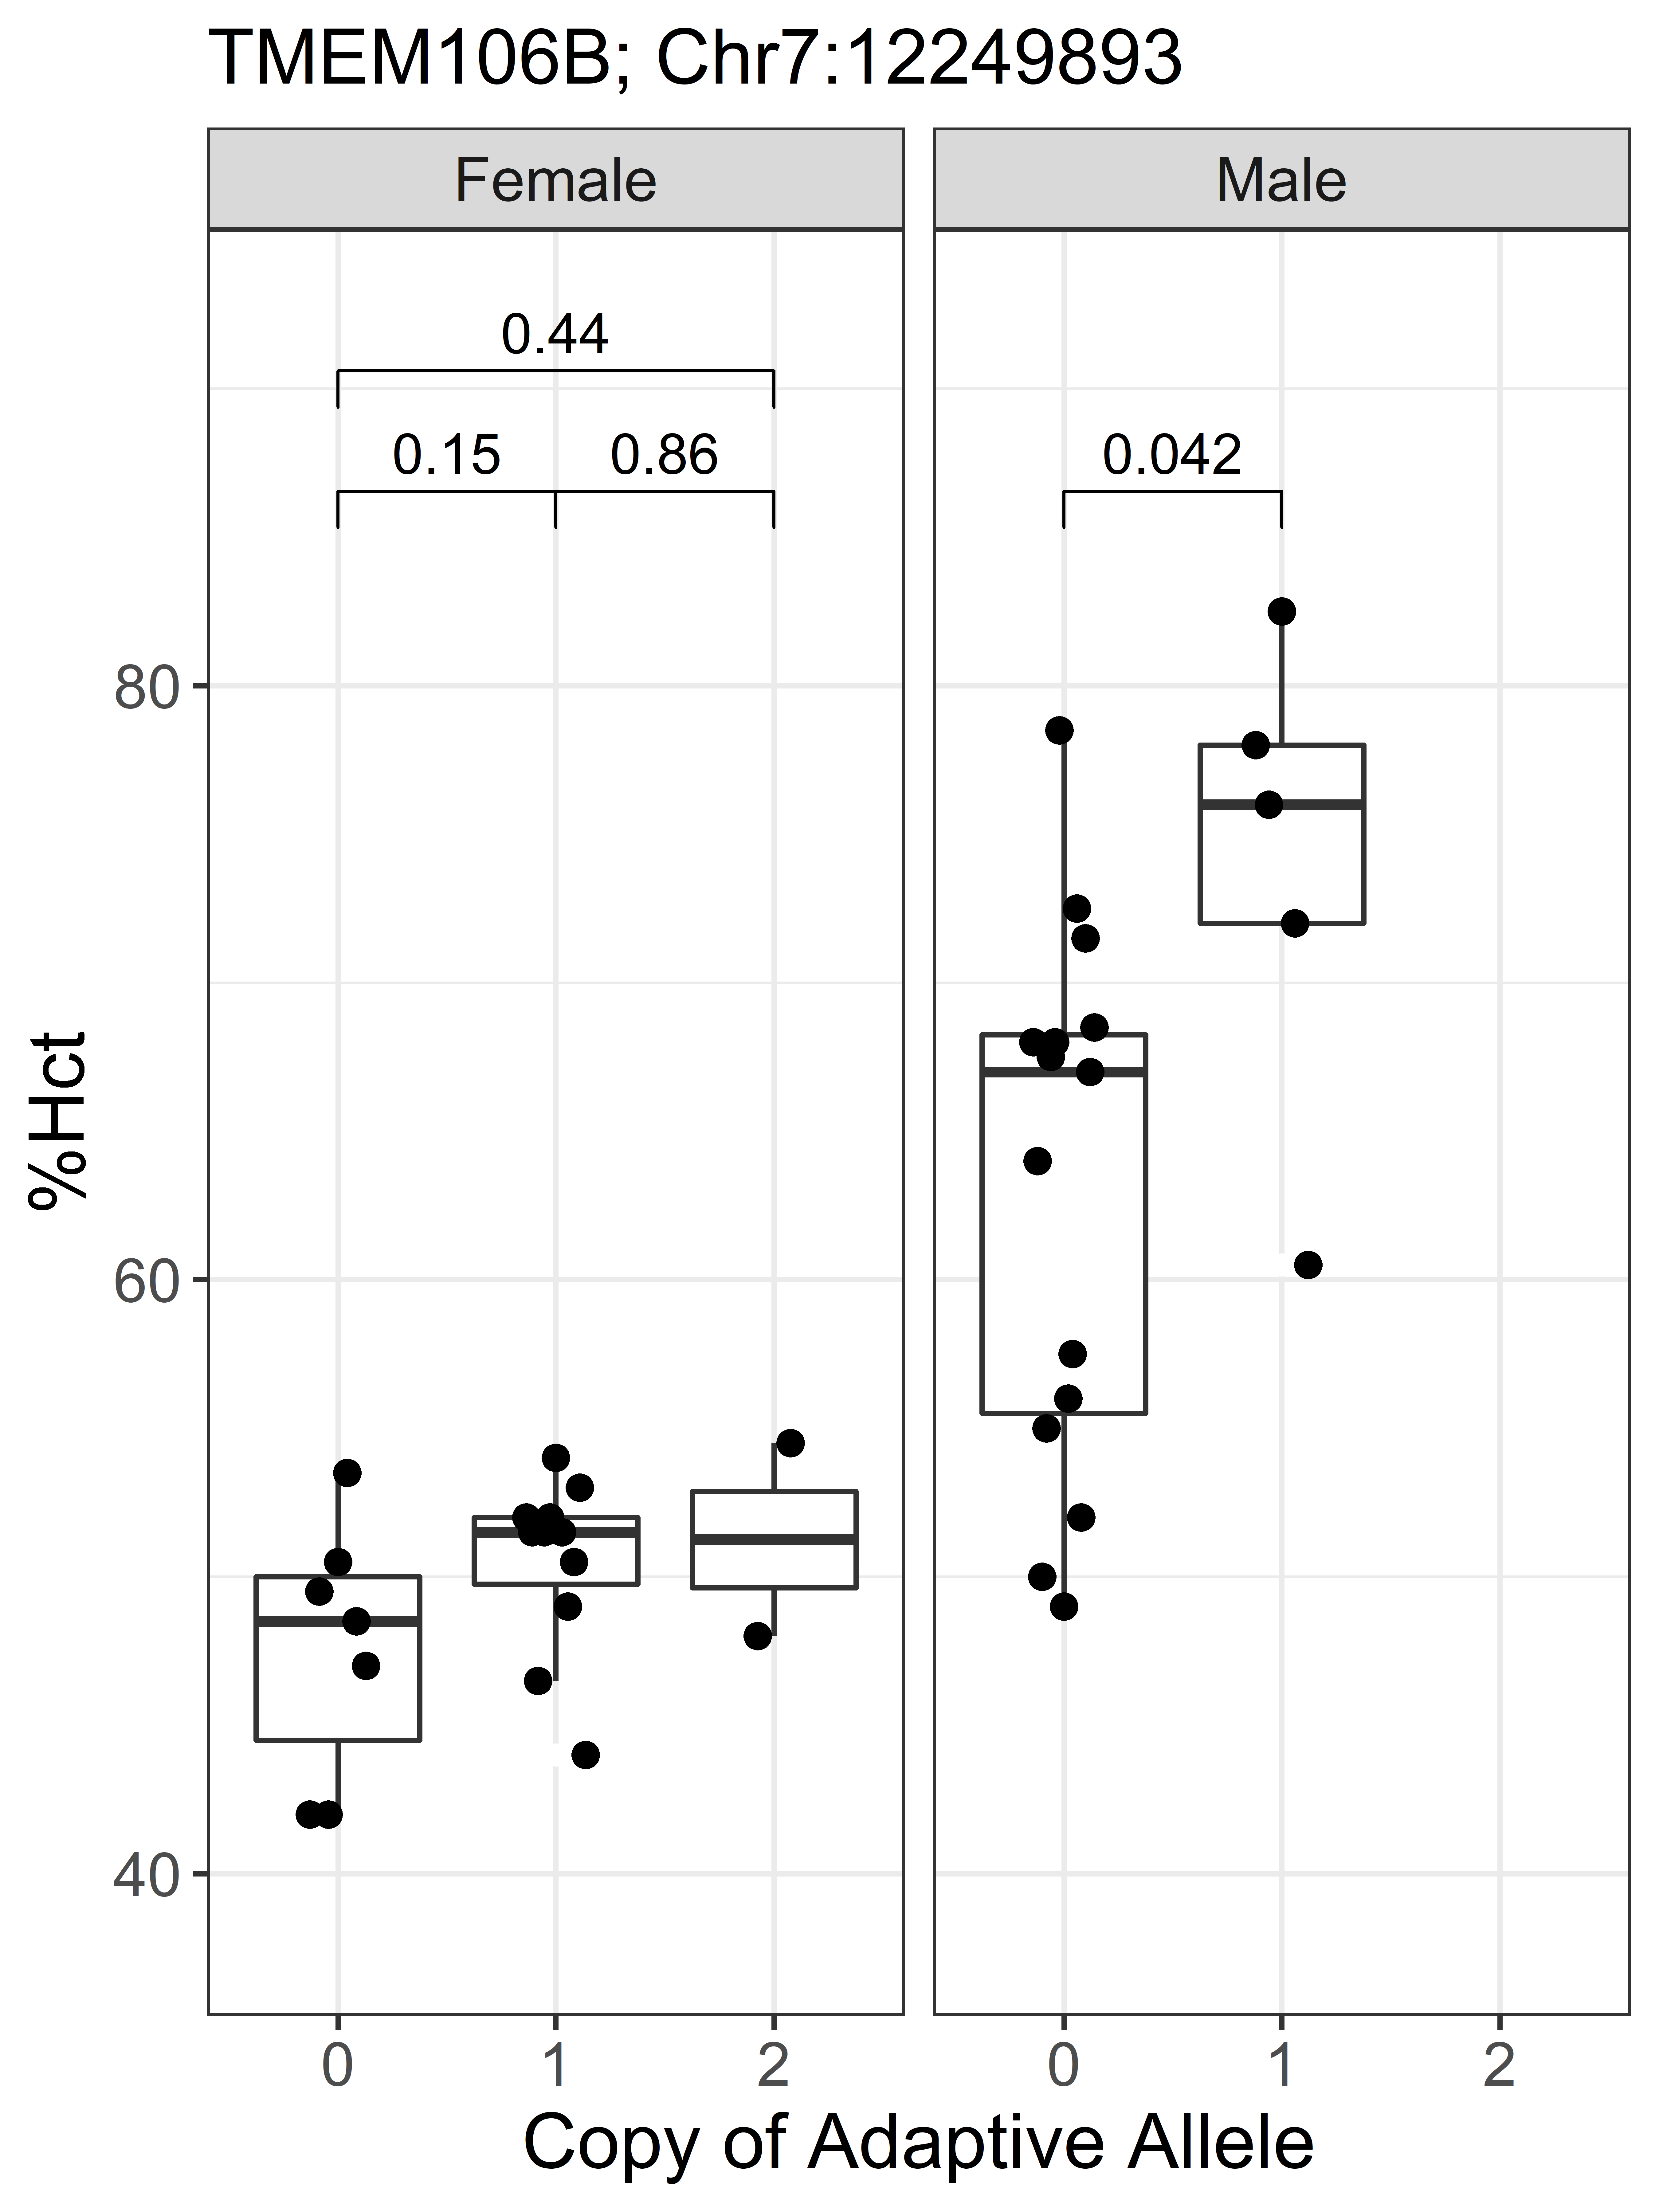 TMEM106B; Chr7:12249893
Female
Male
0.44
0.15
0.86
0.042
%Hct
80
60
40
0
1
2
0
1
2
Copy of Adaptive Allele